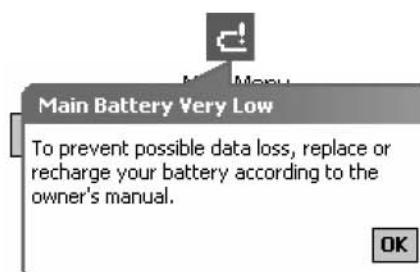 Menu
Main Battery Very Low
To prevent possible data loss, replace or
recharge your battery according to the
owner's manual.
OK